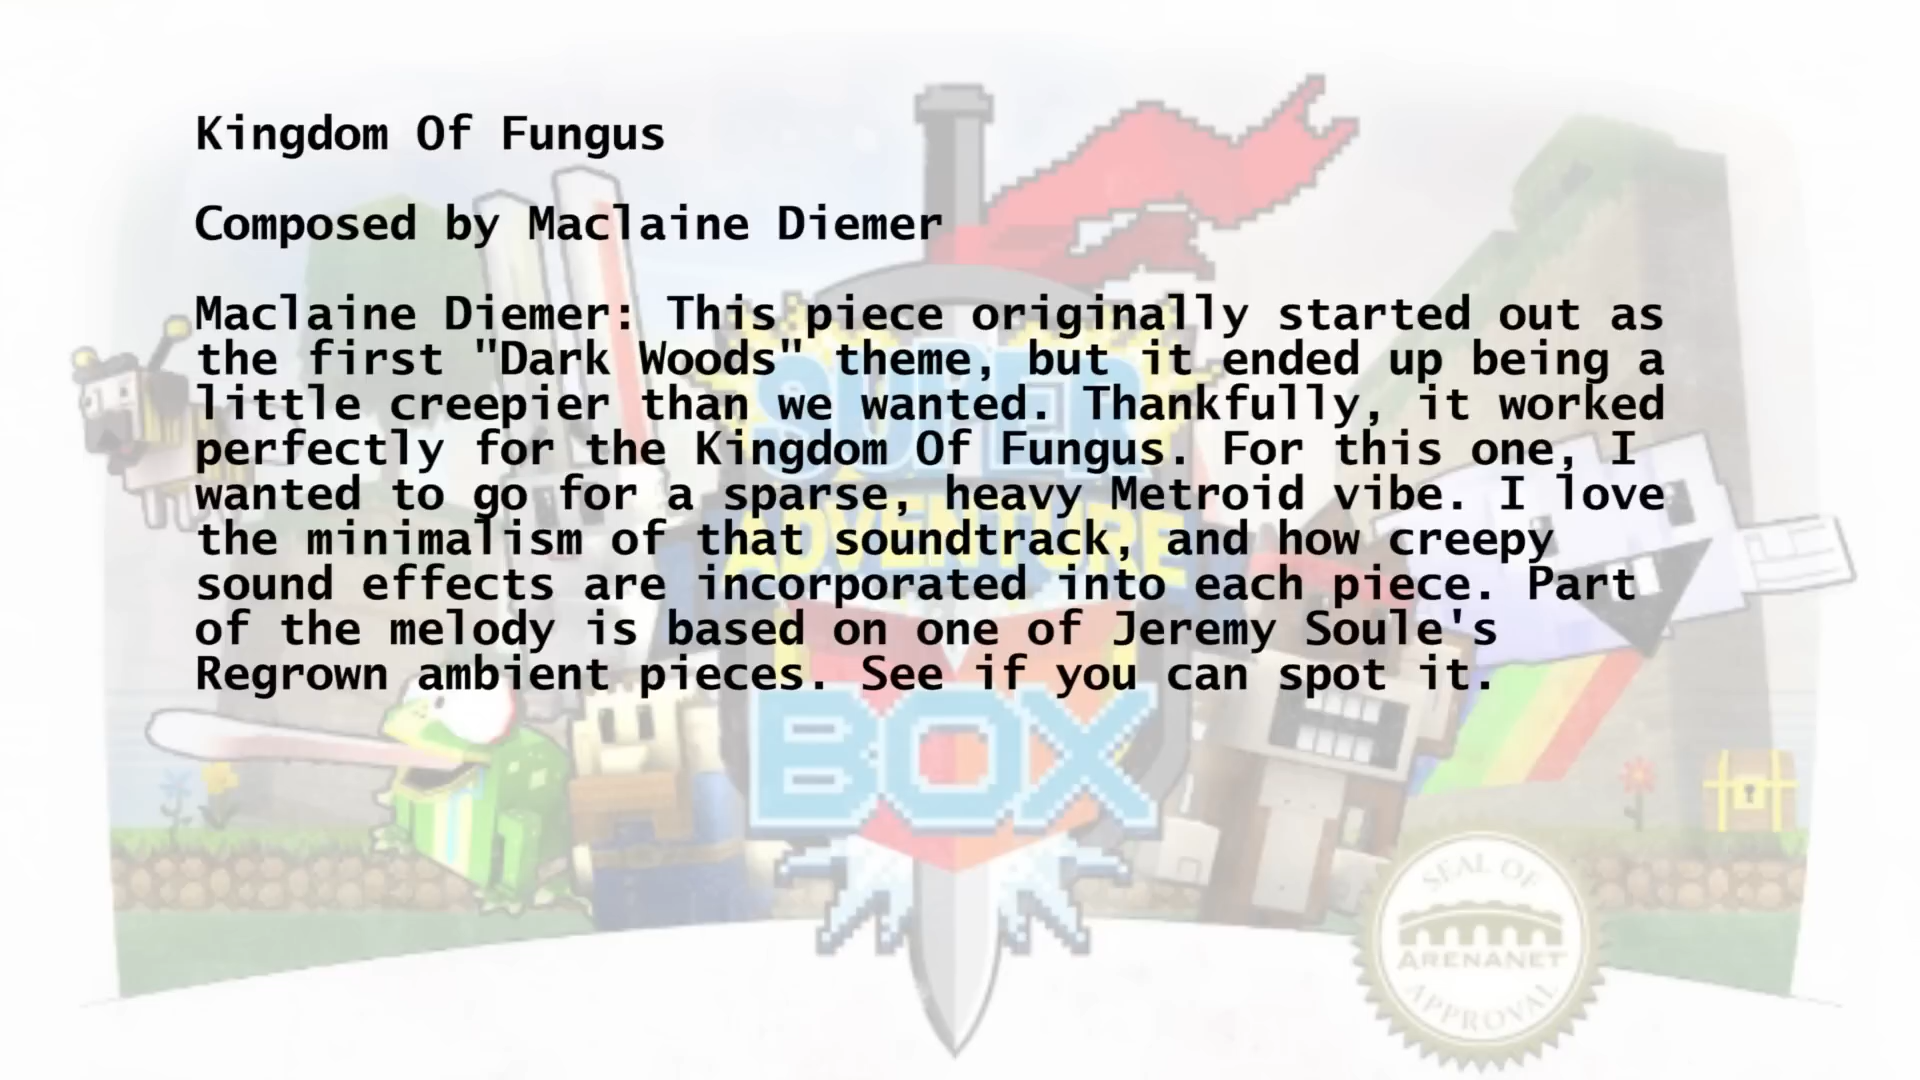 Kingdom Of Fungus
Composed by Maclaine Diemer
Maclaine Diemer: This piece originally started out as
the first "Dark Woods" theme, but it ended up being a
little creepier than we wanted. Thankfully, it worked
perfectly for the Kingdom Of Fungus. For this one, I
wanted to go for a sparse, heavy Metroid vibe. I love
the minimalism of that soundtrack, and how creepy
sound effects are incorporated into each piece. Part
of the melody is based on one of Jeremy Soule's
Regrown ambient pieces. See if you can spot it.
SUPER
ADVENTURE
BOX
SEAL OF
ARENANET
APPROVAL